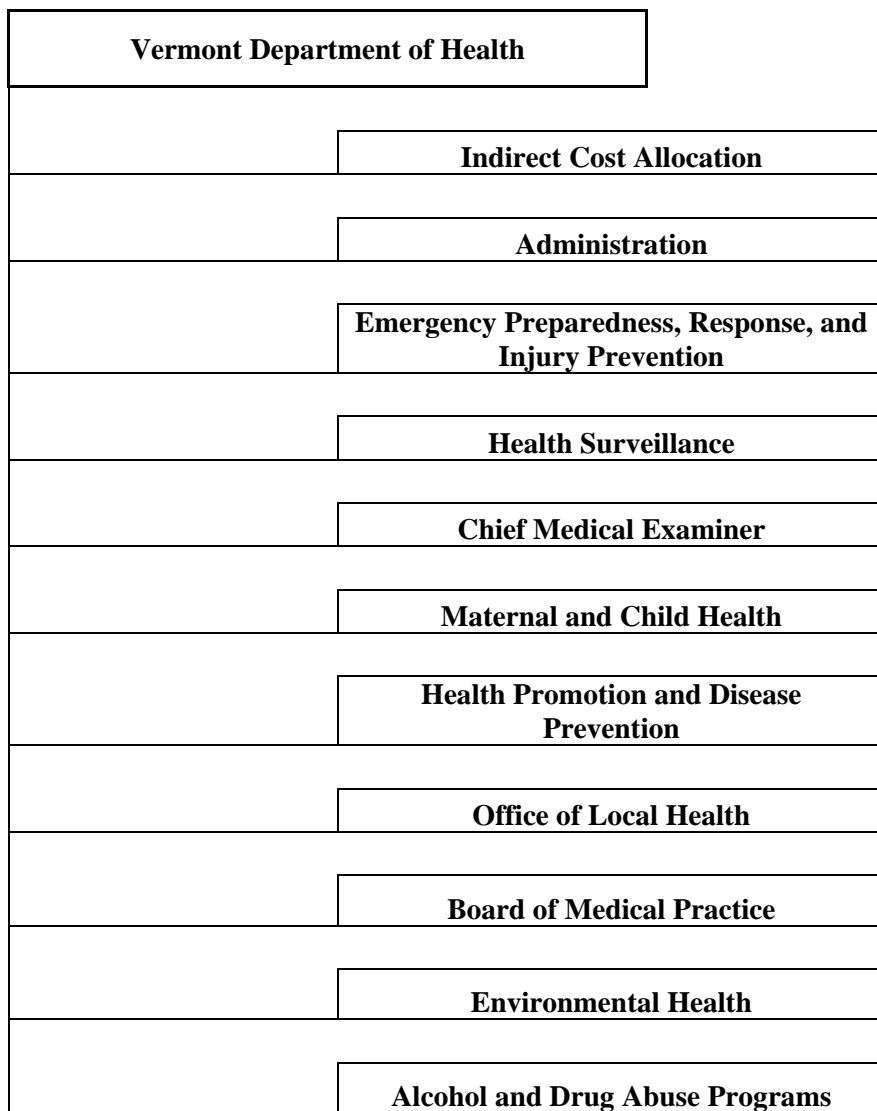 Vermont Department of Health
Indirect Cost Allocation
Administration
Emergency Preparedness, Response, and
Injury Prevention
Health Surveillance
Chief Medical Examiner
Maternal and Child Health
Health Promotion and Disease
Prevention
Office of Local Health
Board of Medical Practice
Environmental Health
Alcohol and Drug Abuse Programs